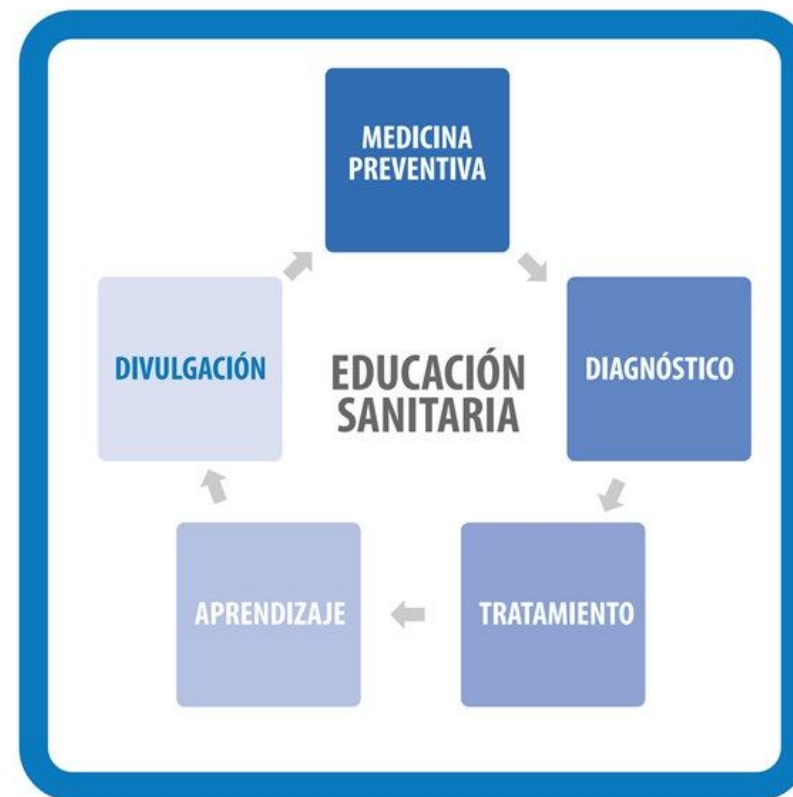 MEDICINA
PREVENTIVA
DIAGNÓSTICO
TRATAMIENTO
APRENDIZAJE
DIVULGACIÓN
EDUCACIÓN
SANITARIA